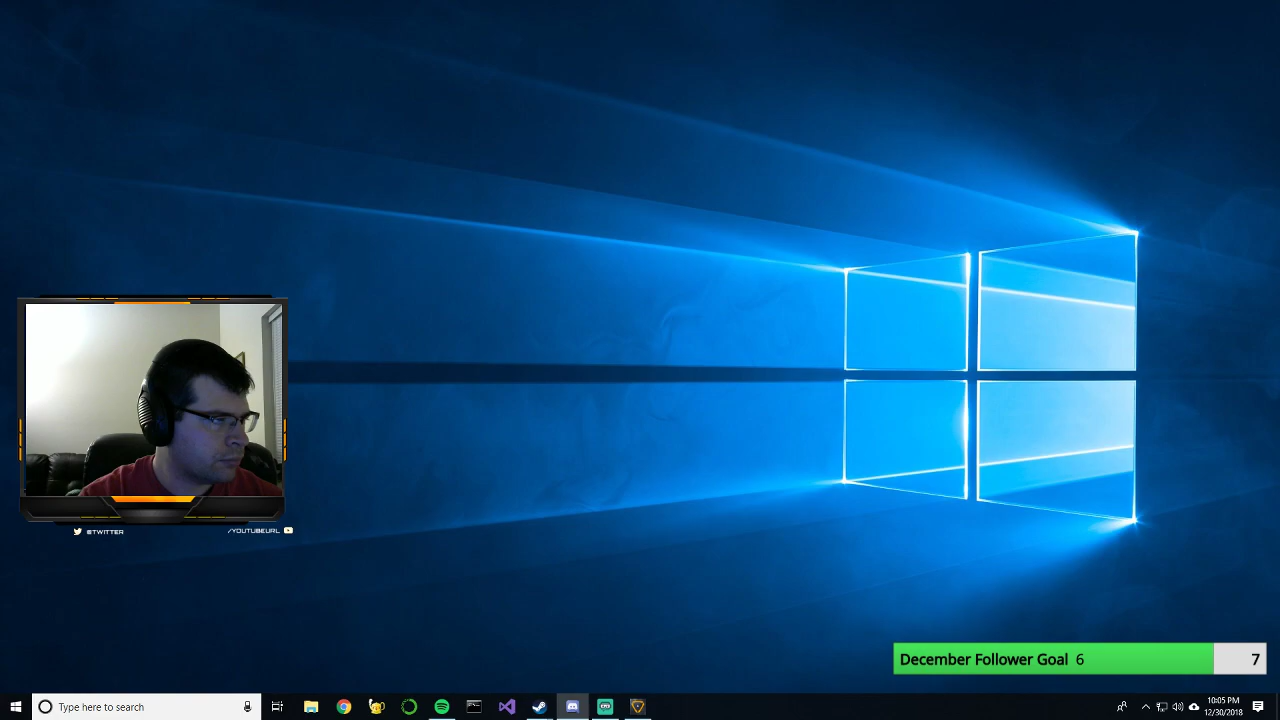 @TWITTER
/YOUTUBEURL
December Follower Goal 6
7
Type here to search
10:05 PM
12/30/2018